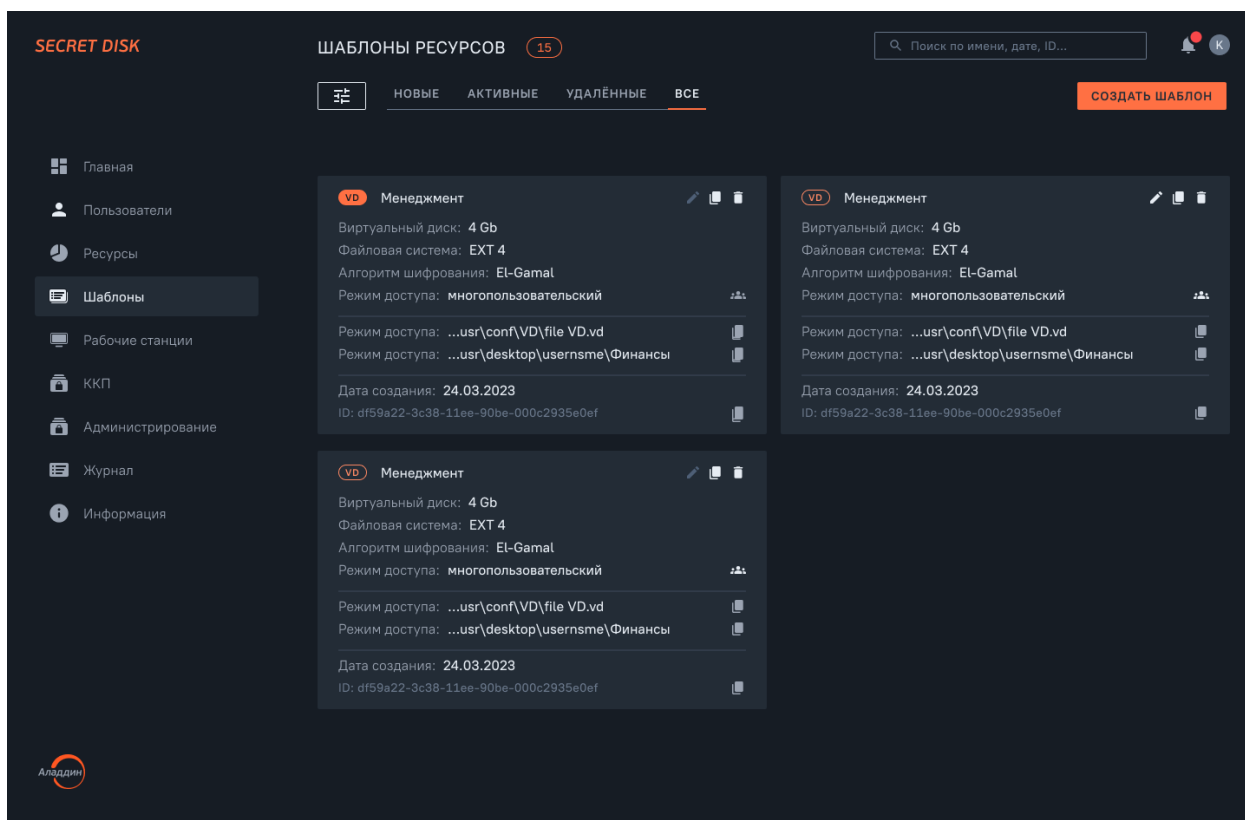 SECRET DISK
ШАБЛОНЫ РЕСУРСОВ 15
Поиск по имени, дате, ID...
К
НОВЫЕ АКТИВНЫЕ УДАЛЁННЫЕ ВСЕ
СОЗДАТЬ ШАБЛОН
Главная
Пользователи
Ресурсы
Шаблоны
Рабочие станции
ККП
Администрирование
Журнал
Информация
VD Менеджмент
Виртуальный диск: 4 Gb
Файловая система: EXT 4
Алгоритм шифрования: El-Gamal
Режим доступа: многопользовательский
Режим доступа: ...usr\conf\VD\file VD.vd
Режим доступа: ...usr\desktop\usernsme\Финансы
Дата создания: 24.03.2023
ID: df59a22-3c38-11ee-90be-000c2935e0ef
VD Менеджмент
Виртуальный диск: 4 Gb
Файловая система: EXT 4
Алгоритм шифрования: El-Gamal
Режим доступа: многопользовательский
Режим доступа: ...usr\conf\VD\file VD.vd
Режим доступа: ...usr\desktop\usernsme\Финансы
Дата создания: 24.03.2023
ID: df59a22-3c38-11ee-90be-000c2935e0ef
VD Менеджмент
Виртуальный диск: 4 Gb
Файловая система: EXT 4
Алгоритм шифрования: El-Gamal
Режим доступа: многопользовательский
Режим доступа: ...usr\conf\VD\file VD.vd
Режим доступа: ...usr\desktop\usernsme\Финансы
Дата создания: 24.03.2023
ID: df59a22-3c38-11ee-90be-000c2935e0ef
Аладдин